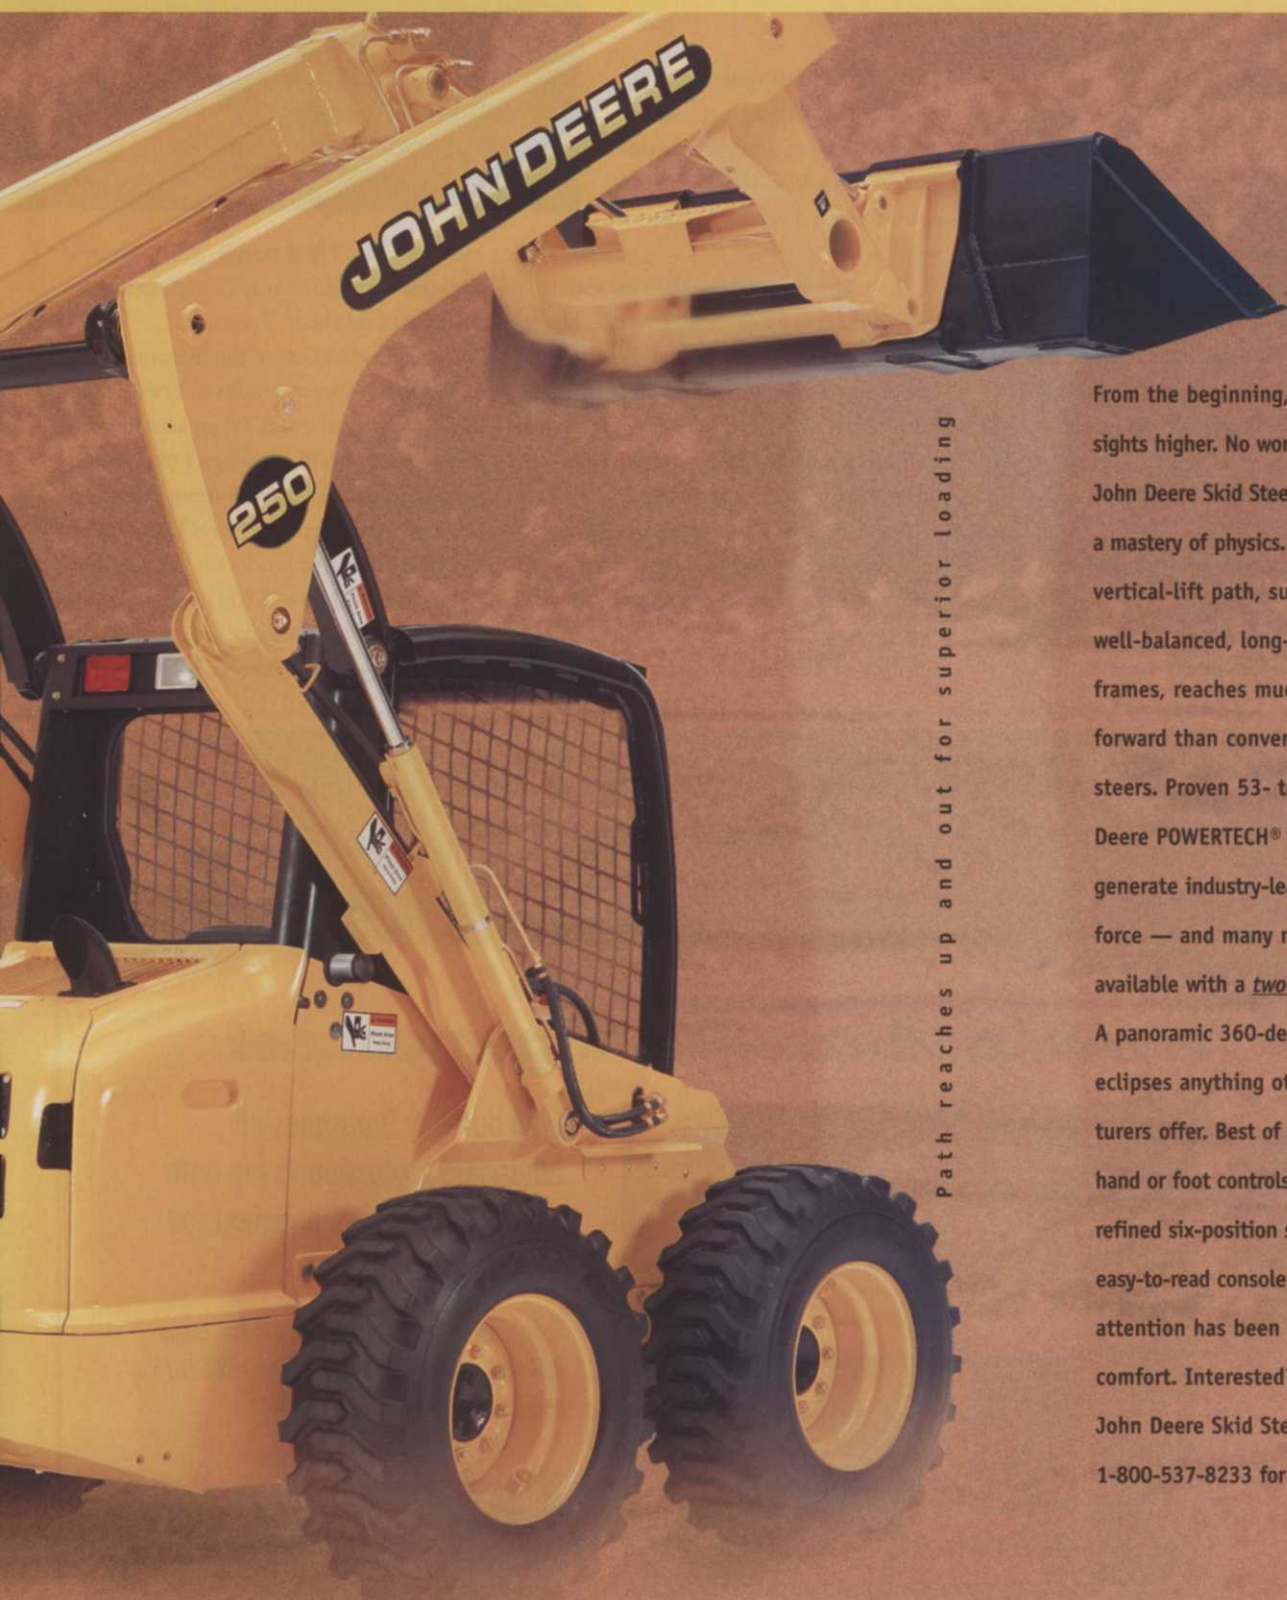 JOHN DEERE
250
Path reaches up and out for superior loading
From the beginning,
sights higher. No wor
John Deere Skid Stee
a mastery of physics.
vertical-lift path, su
well-balanced, long-
frames, reaches muc
forward than conver
steers. Proven 53- t
Deere POWERTECH®
generate industry-le
force — and many m
available with a two
A panoramic 360-de
eclipses anything ot
turers offer. Best of
hand or foot controls
refined six-position s
easy-to-read console
attention has been
comfort. Interested
John Deere Skid Ste
1-800-537-8233 for